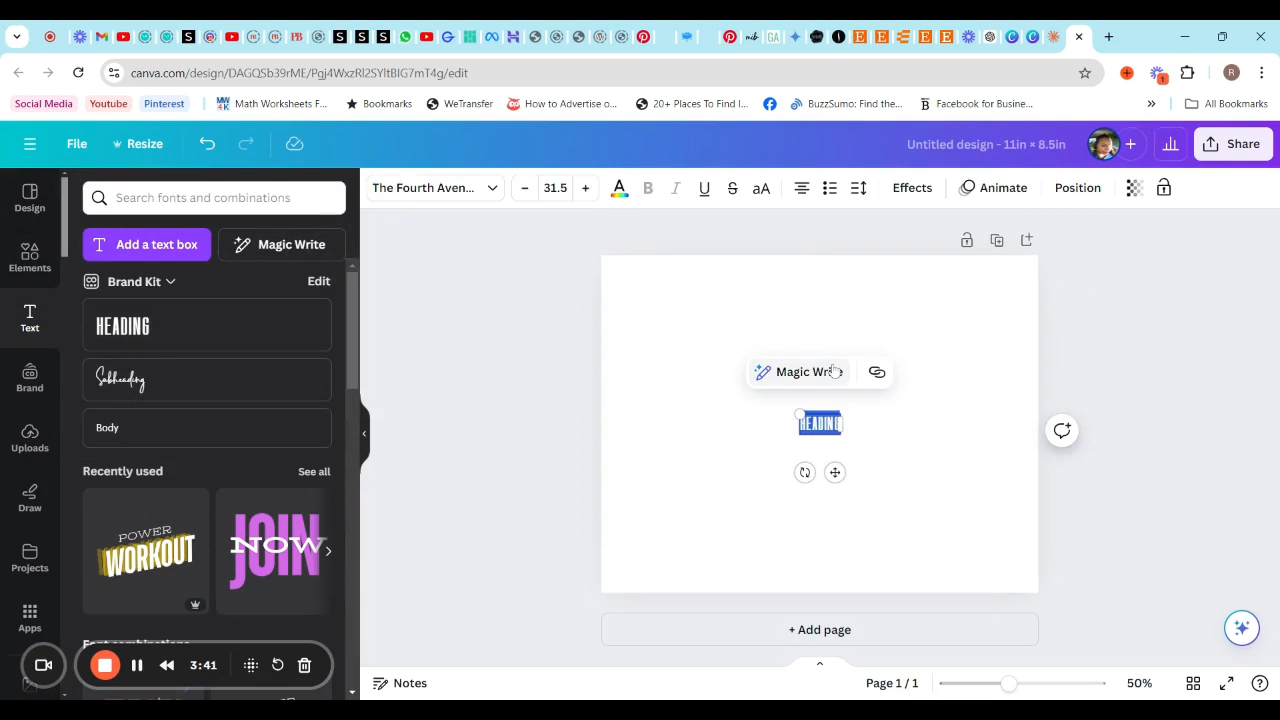 canva.com/design/DAGQSb39rME/Pgj4WxzRl2SYltBIG7mT4g/edit
Social Media
Youtube
Pinterest
Math Worksheets F...
Bookmarks
WeTransfer
How to Advertise o...
20+ Places To Find I...
BuzzSumo: Find the...
Facebook for Busine...
All Bookmarks
File
Resize
Untitled design - 11in × 8.5in
Share
Design
Elements
Text
Brand
Uploads
Draw
Projects
Apps
Search fonts and combinations
Add a text box
Magic Write
Brand Kit
Edit
HEADING
Subheading
Body
Recently used
See all
POWER
WORKOUT
JOIN
NOW
The Fourth Aven...
31.5
aA
Effects
Animate
Position
Magic Write
HEADING
+ Add page
3:41
Notes
Page 1 / 1
50%